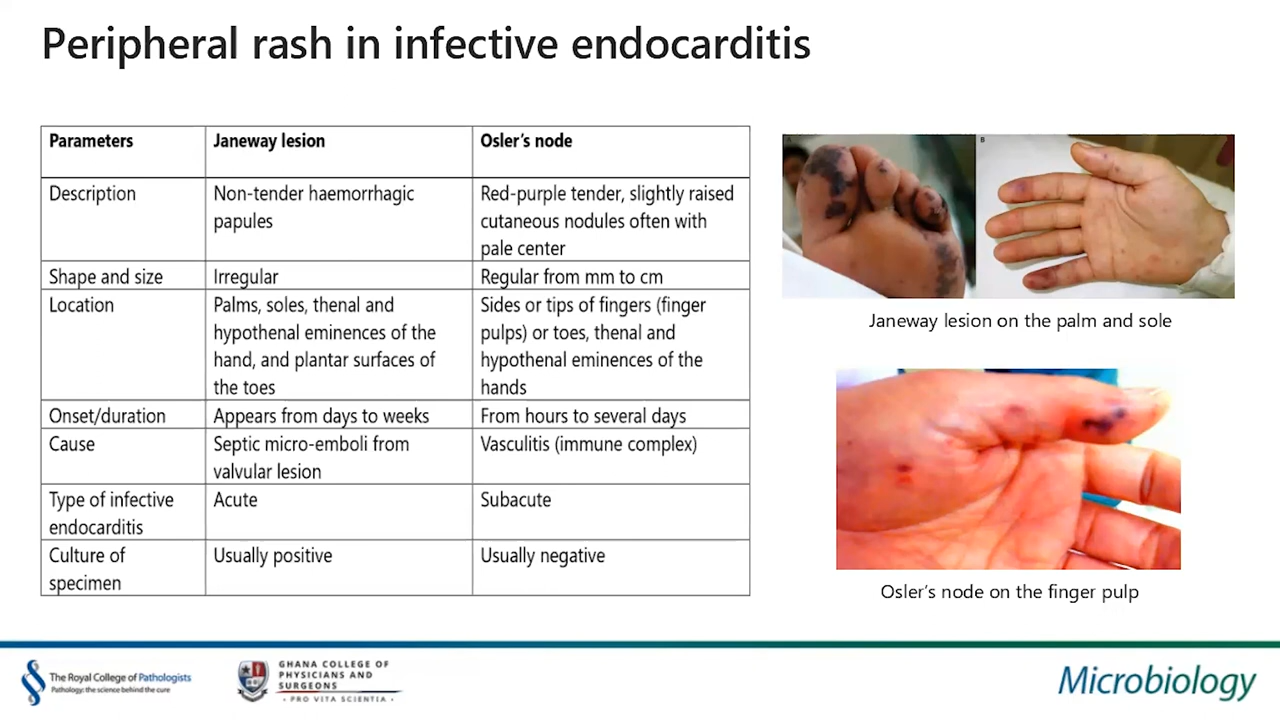 Peripheral rash in infective endocarditis
Parameters
Janeway lesion
Osler's node
Description
Non-tender haemorrhagic
papules
Red-purple tender, slightly raised
cutaneous nodules often with
pale center
Shape and size
Irregular
Regular from mm to cm
Location
Palms, soles, thenal and
hypothenal eminences of the
hand, and plantar surfaces of
the toes
Sides or tips of fingers (finger
pulps) or toes, thenal and
hypothenal eminences of the
hands
Onset/duration
Appears from days to weeks
From hours to several days
Cause
Septic micro-emboli from
valvular lesion
Vasculitis (immune complex)
Type of infective
endocarditis
Acute
Subacute
Culture of
specimen
Usually positive
Usually negative
A
B
Janeway lesion on the palm and sole
Osler's node on the finger pulp
The Royal College of Pathologists
Pathology: the science behind the cure
GHANA COLLEGE OF
PHYSICIANS AND
SURGEONS
· PRO VITA SCIENTIA ·
Microbiology